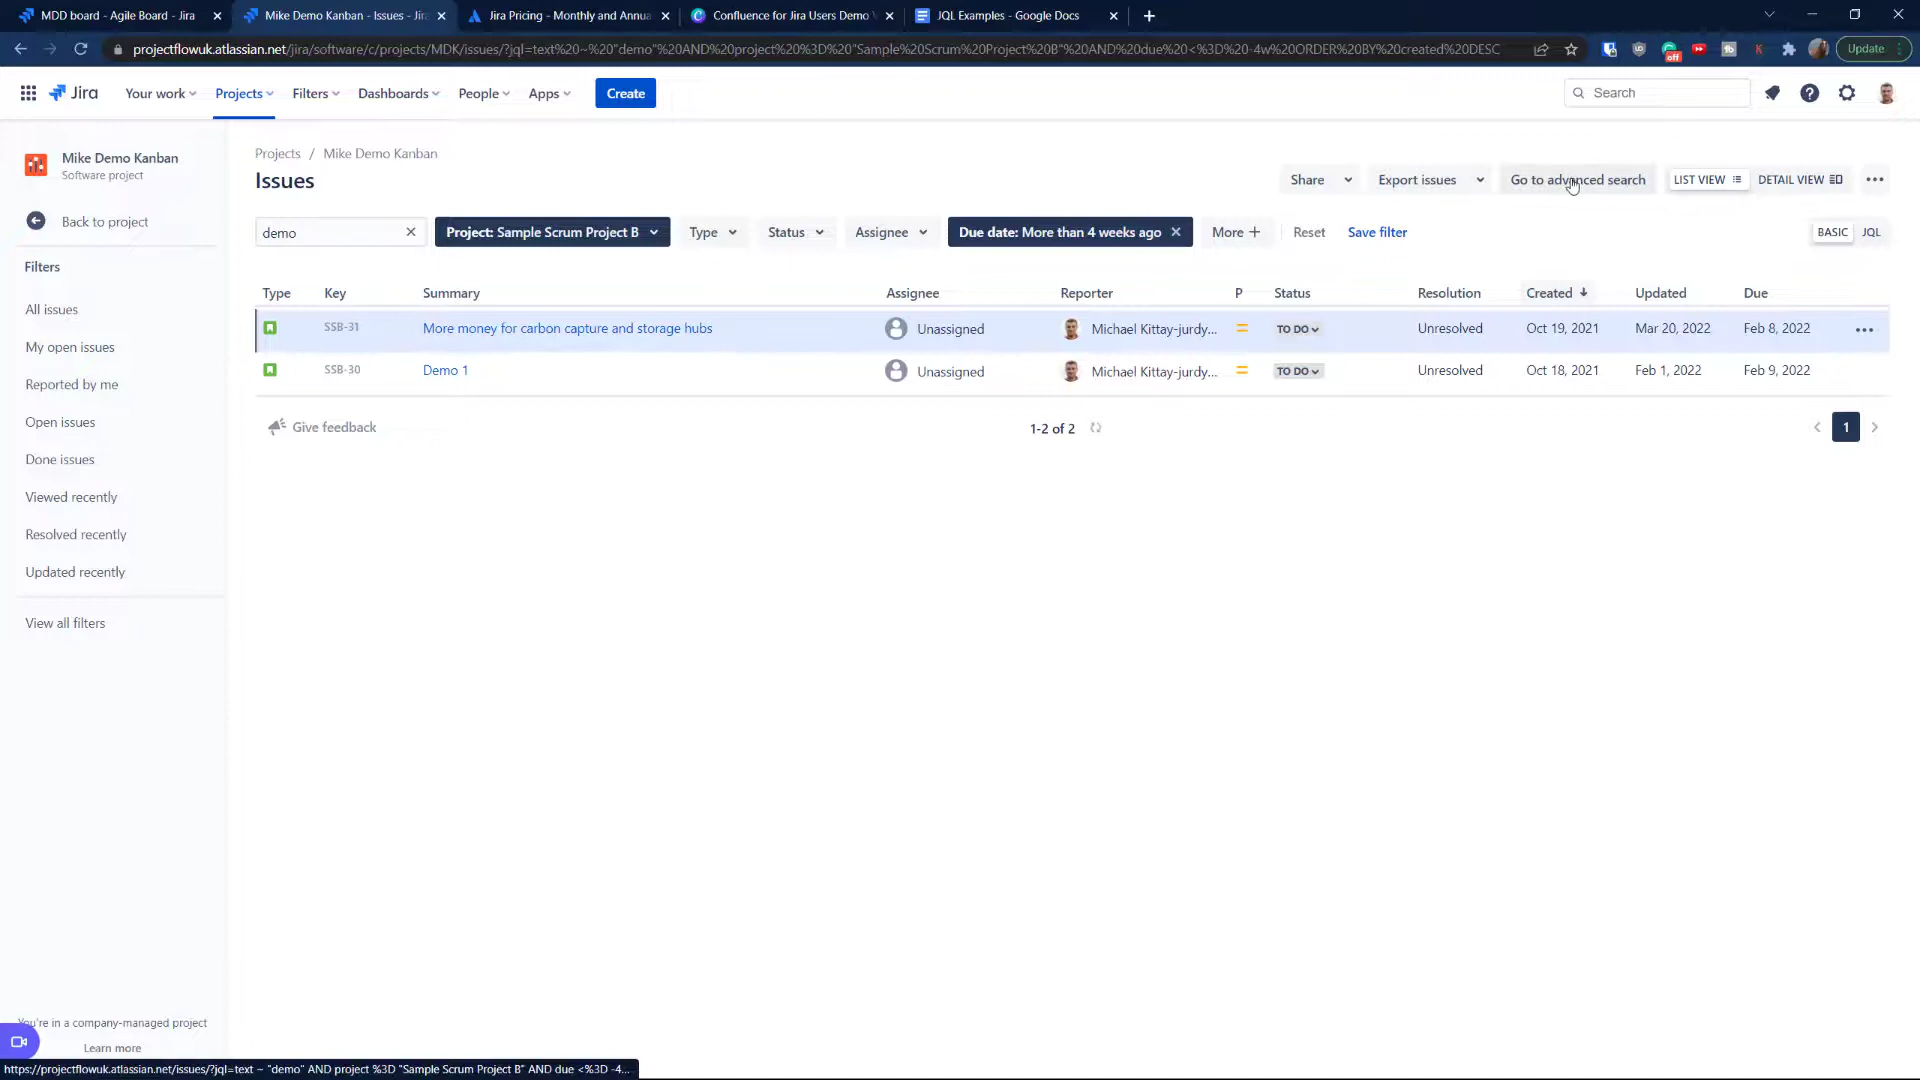 MDD board - Agile Board - Jira
Mike Demo Kanban - Issues - Jir
Jira Pricing - Monthly and Annua
Confluence for Jira Users Demo V
JQL Examples - Google Docs
projectflowuk.atlassian.net/jira/software/c/projects/MDK/issues/?jql=text%20~%20"demo"%20AND%20project%20%3D%20"Sample%20Scrum%20Project%20B"%20AND%20due%20<%3D%20-4w%20ORDER%20BY%20created%20DESC
off
Update
Jira
Your work
Projects
Filters
Dashboards
People
Apps
Create
Search
Mike Demo Kanban
Software project
Back to project
Filters
All issues
My open issues
Reported by me
Open issues
Done issues
Viewed recently
Resolved recently
Updated recently
View all filters
You're in a company-managed project
Learn more
Projects / Mike Demo Kanban
Issues
Share
Export issues
Go to advanced search
LIST VIEW
DETAIL VIEW
demo
Project: Sample Scrum Project B
Type
Status
Assignee
Due date: More than 4 weeks ago
More +
Reset
Save filter
BASIC
JQL
Type Key Summary Assignee Reporter P Status Resolution Created Updated Due
SSB-31 More money for carbon capture and storage hubs Unassigned Michael Kittay-jurdy... TO DO Unresolved Oct 19, 2021 Mar 20, 2022 Feb 8, 2022
SSB-30 Demo 1 Unassigned Michael Kittay-jurdy... TO DO Unresolved Oct 18, 2021 Feb 1, 2022 Feb 9, 2022
Give feedback
1-2 of 2
1
https://projectflowuk.atlassian.net/issues/?jql=text ~ "demo" AND project %3D "Sample Scrum Project B" AND due <%3D -4...